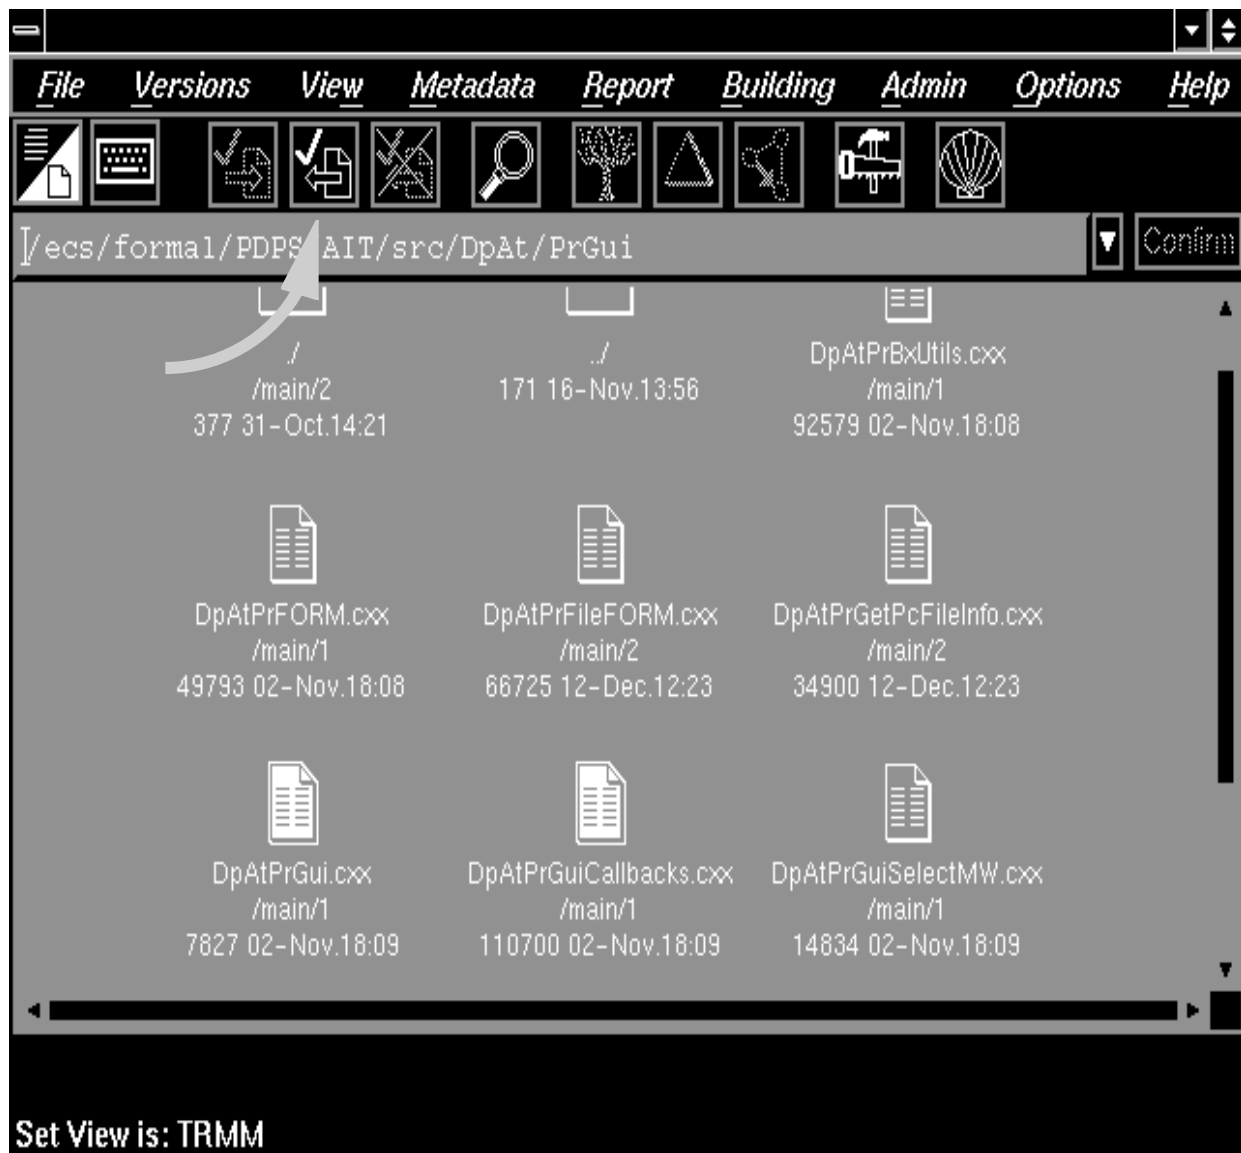 File Versions View Metadata Report Building Admin Options Help
/ecs/formal/PDPS AIT/src/DpAt/PrGui Confirm
./ ../ DpAtPrBxUtils.cxx
/main/2 171 16-Nov.13:56 /main/1
377 31-Oct.14:21 92579 02-Nov.18:08
DpAtPrFORM.cxx DpAtPrFileFORM.cxx DpAtPrGetPcFileInfo.cxx
/main/1 /main/2 /main/2
49793 02-Nov.18:08 66725 12-Dec.12:23 34900 12-Dec.12:23
DpAtPrGui.cxx DpAtPrGuiCallbacks.cxx DpAtPrGuiSelectMW.cxx
/main/1 /main/1 /main/1
7827 02-Nov.18:09 110700 02-Nov.18:09 14834 02-Nov.18:09
Set View is: TRMM